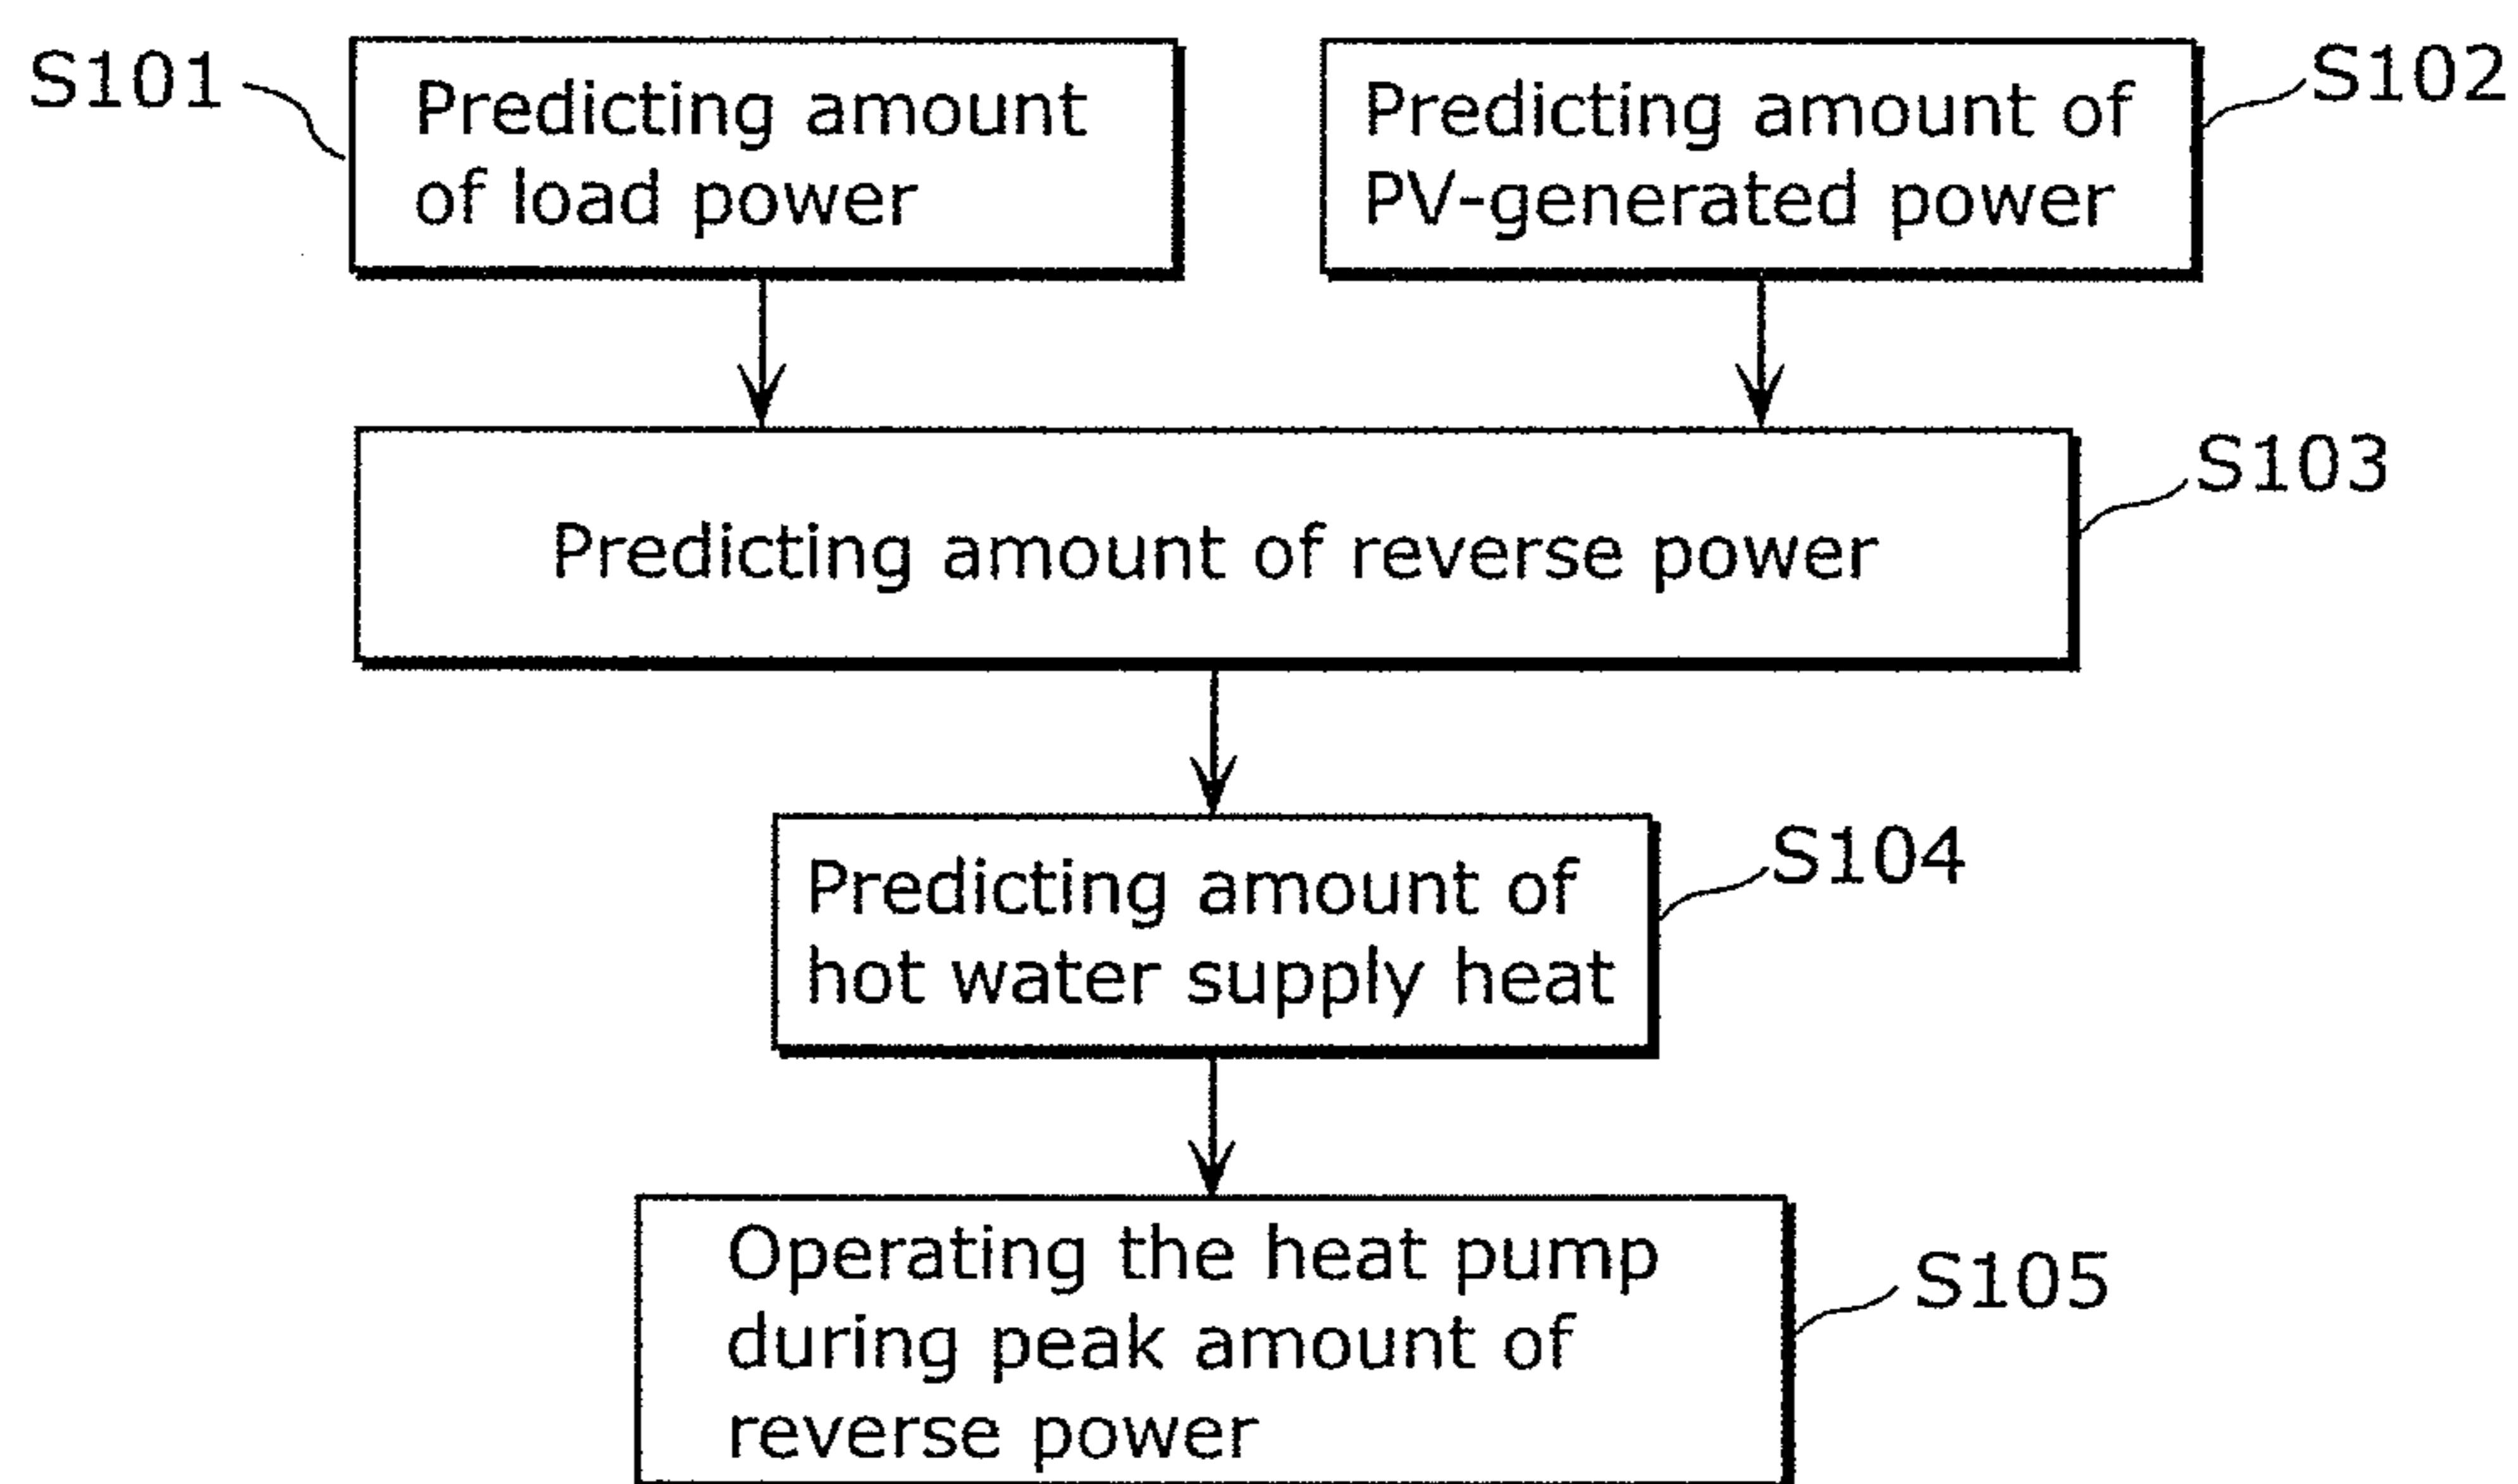 S101
Predicting amount
of load power
Predicting amount of
PV-generated power
S102
Predicting amount of reverse power
S103
Predicting amount of
hot water supply heat
S104
Operating the heat pump
during peak amount of
reverse power
S105